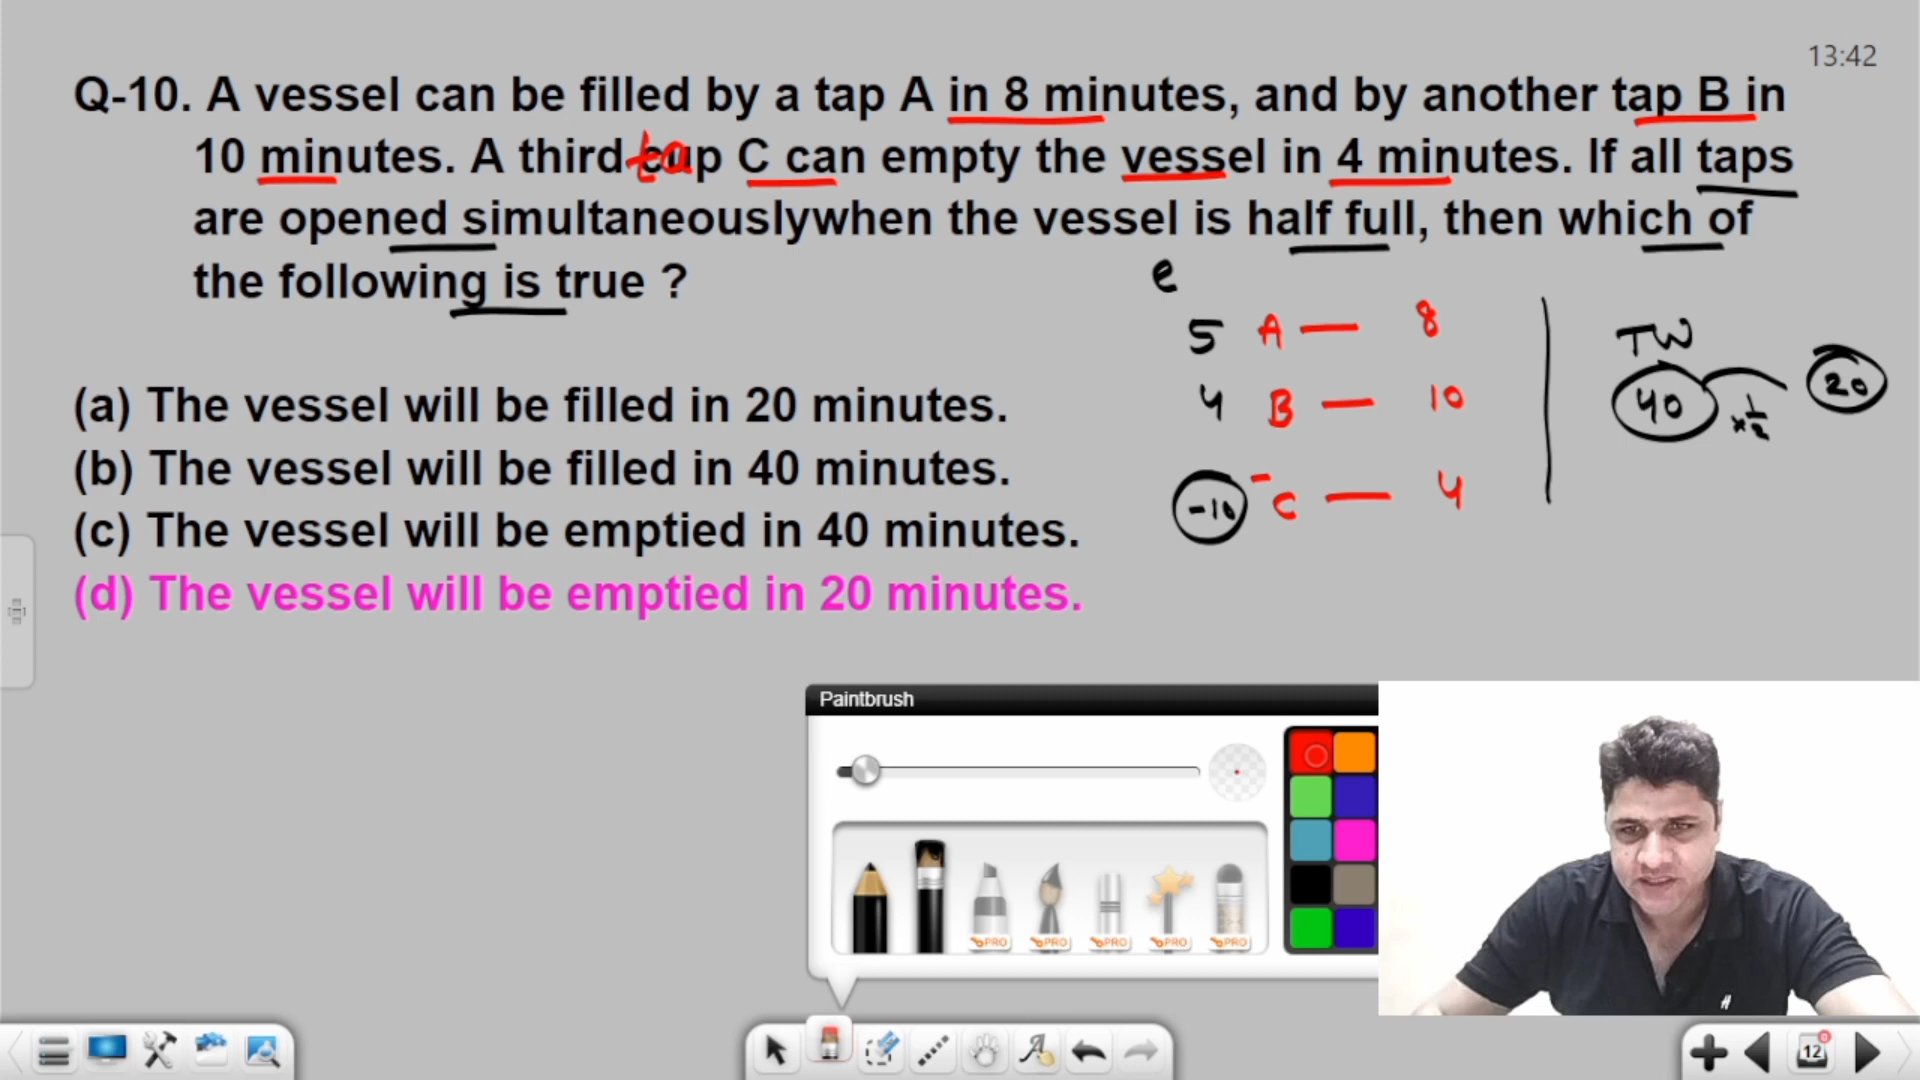 13:42
Q-10. A vessel can be filled by a tap A in 8 minutes, and by another tap B in
10 minutes. A third tap C can empty the vessel in 4 minutes. If all taps
are opened simultaneouslywhen the vessel is half full, then which of
the following is true ?
e
5 A — 8
4 B — 10
-10 -C — 4
TW
40 × 1/2 20
(a) The vessel will be filled in 20 minutes.
(b) The vessel will be filled in 40 minutes.
(c) The vessel will be emptied in 40 minutes.
(d) The vessel will be emptied in 20 minutes.
Paintbrush
PRO PRO PRO PRO PRO
12